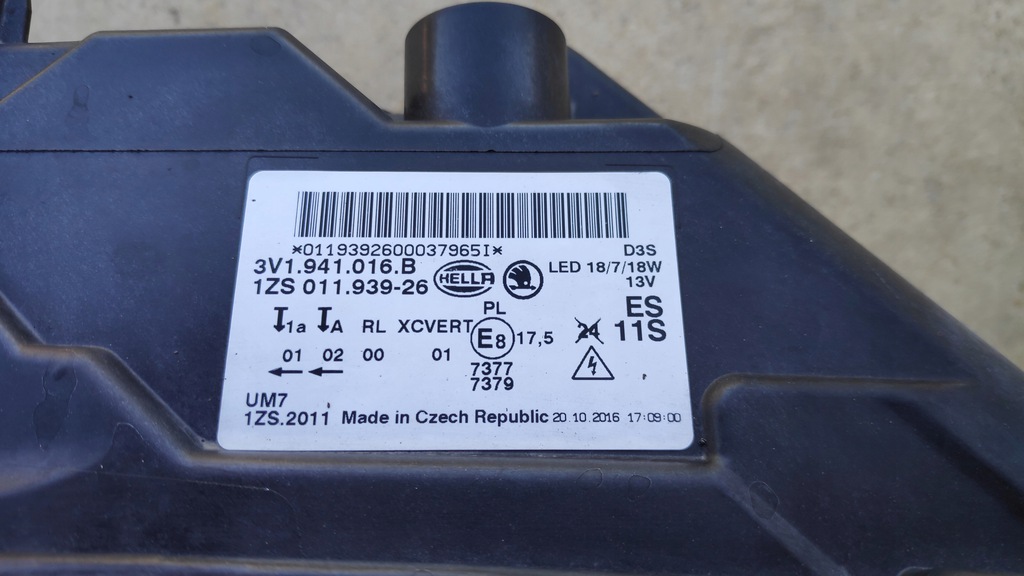 *0119392600037965I*
D3S
3V1.941.016.B
LED 18/7/18W
1ZS 011.939-26
HELLA
13V
PL
ES
1a A RL XCVERT E8 17,5 24 11S
01 02 00 01
7377
7379
UM7
1ZS.2011 Made in Czech Republic 20.10.2016 17:09:00